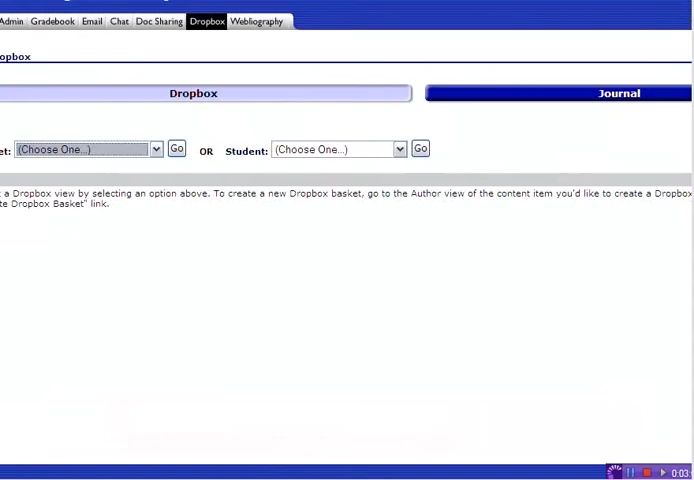 Admin Gradebook Email Chat Doc Sharing Dropbox Webliography
opbox
Dropbox Journal
et: (Choose One...) Go OR Student: (Choose One...) Go
a Dropbox view by selecting an option above. To create a new Dropbox basket, go to the Author view of the content item you'd like to create a Dropbox
te Dropbox Basket" link.
0:03: